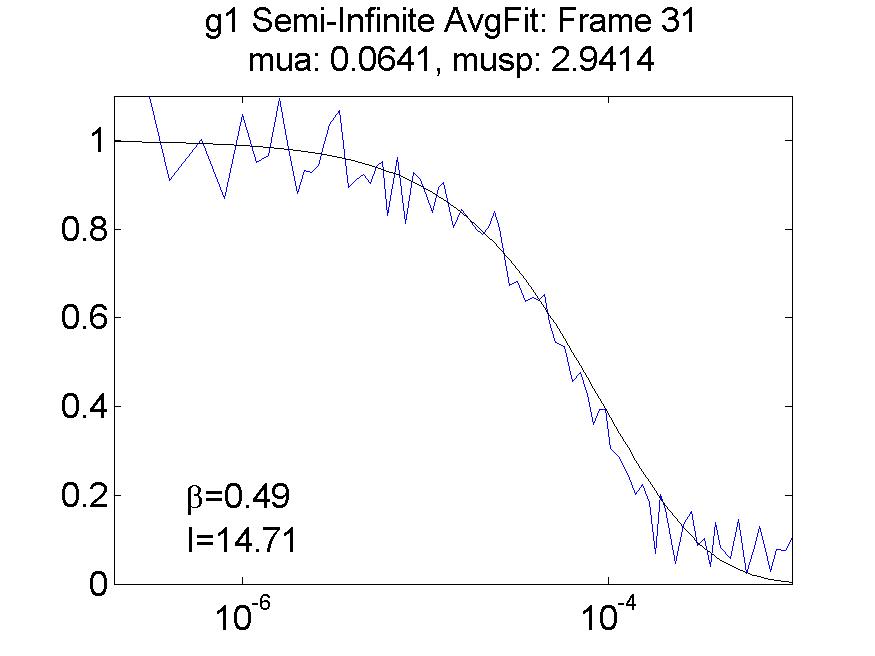 g1 Semi-Infinite AvgFit: Frame 31
mua: 0.0641, musp: 2.9414
1
0.8
0.6
0.4
0.2
0
β=0.49
I=14.71
10^-6
10^-4